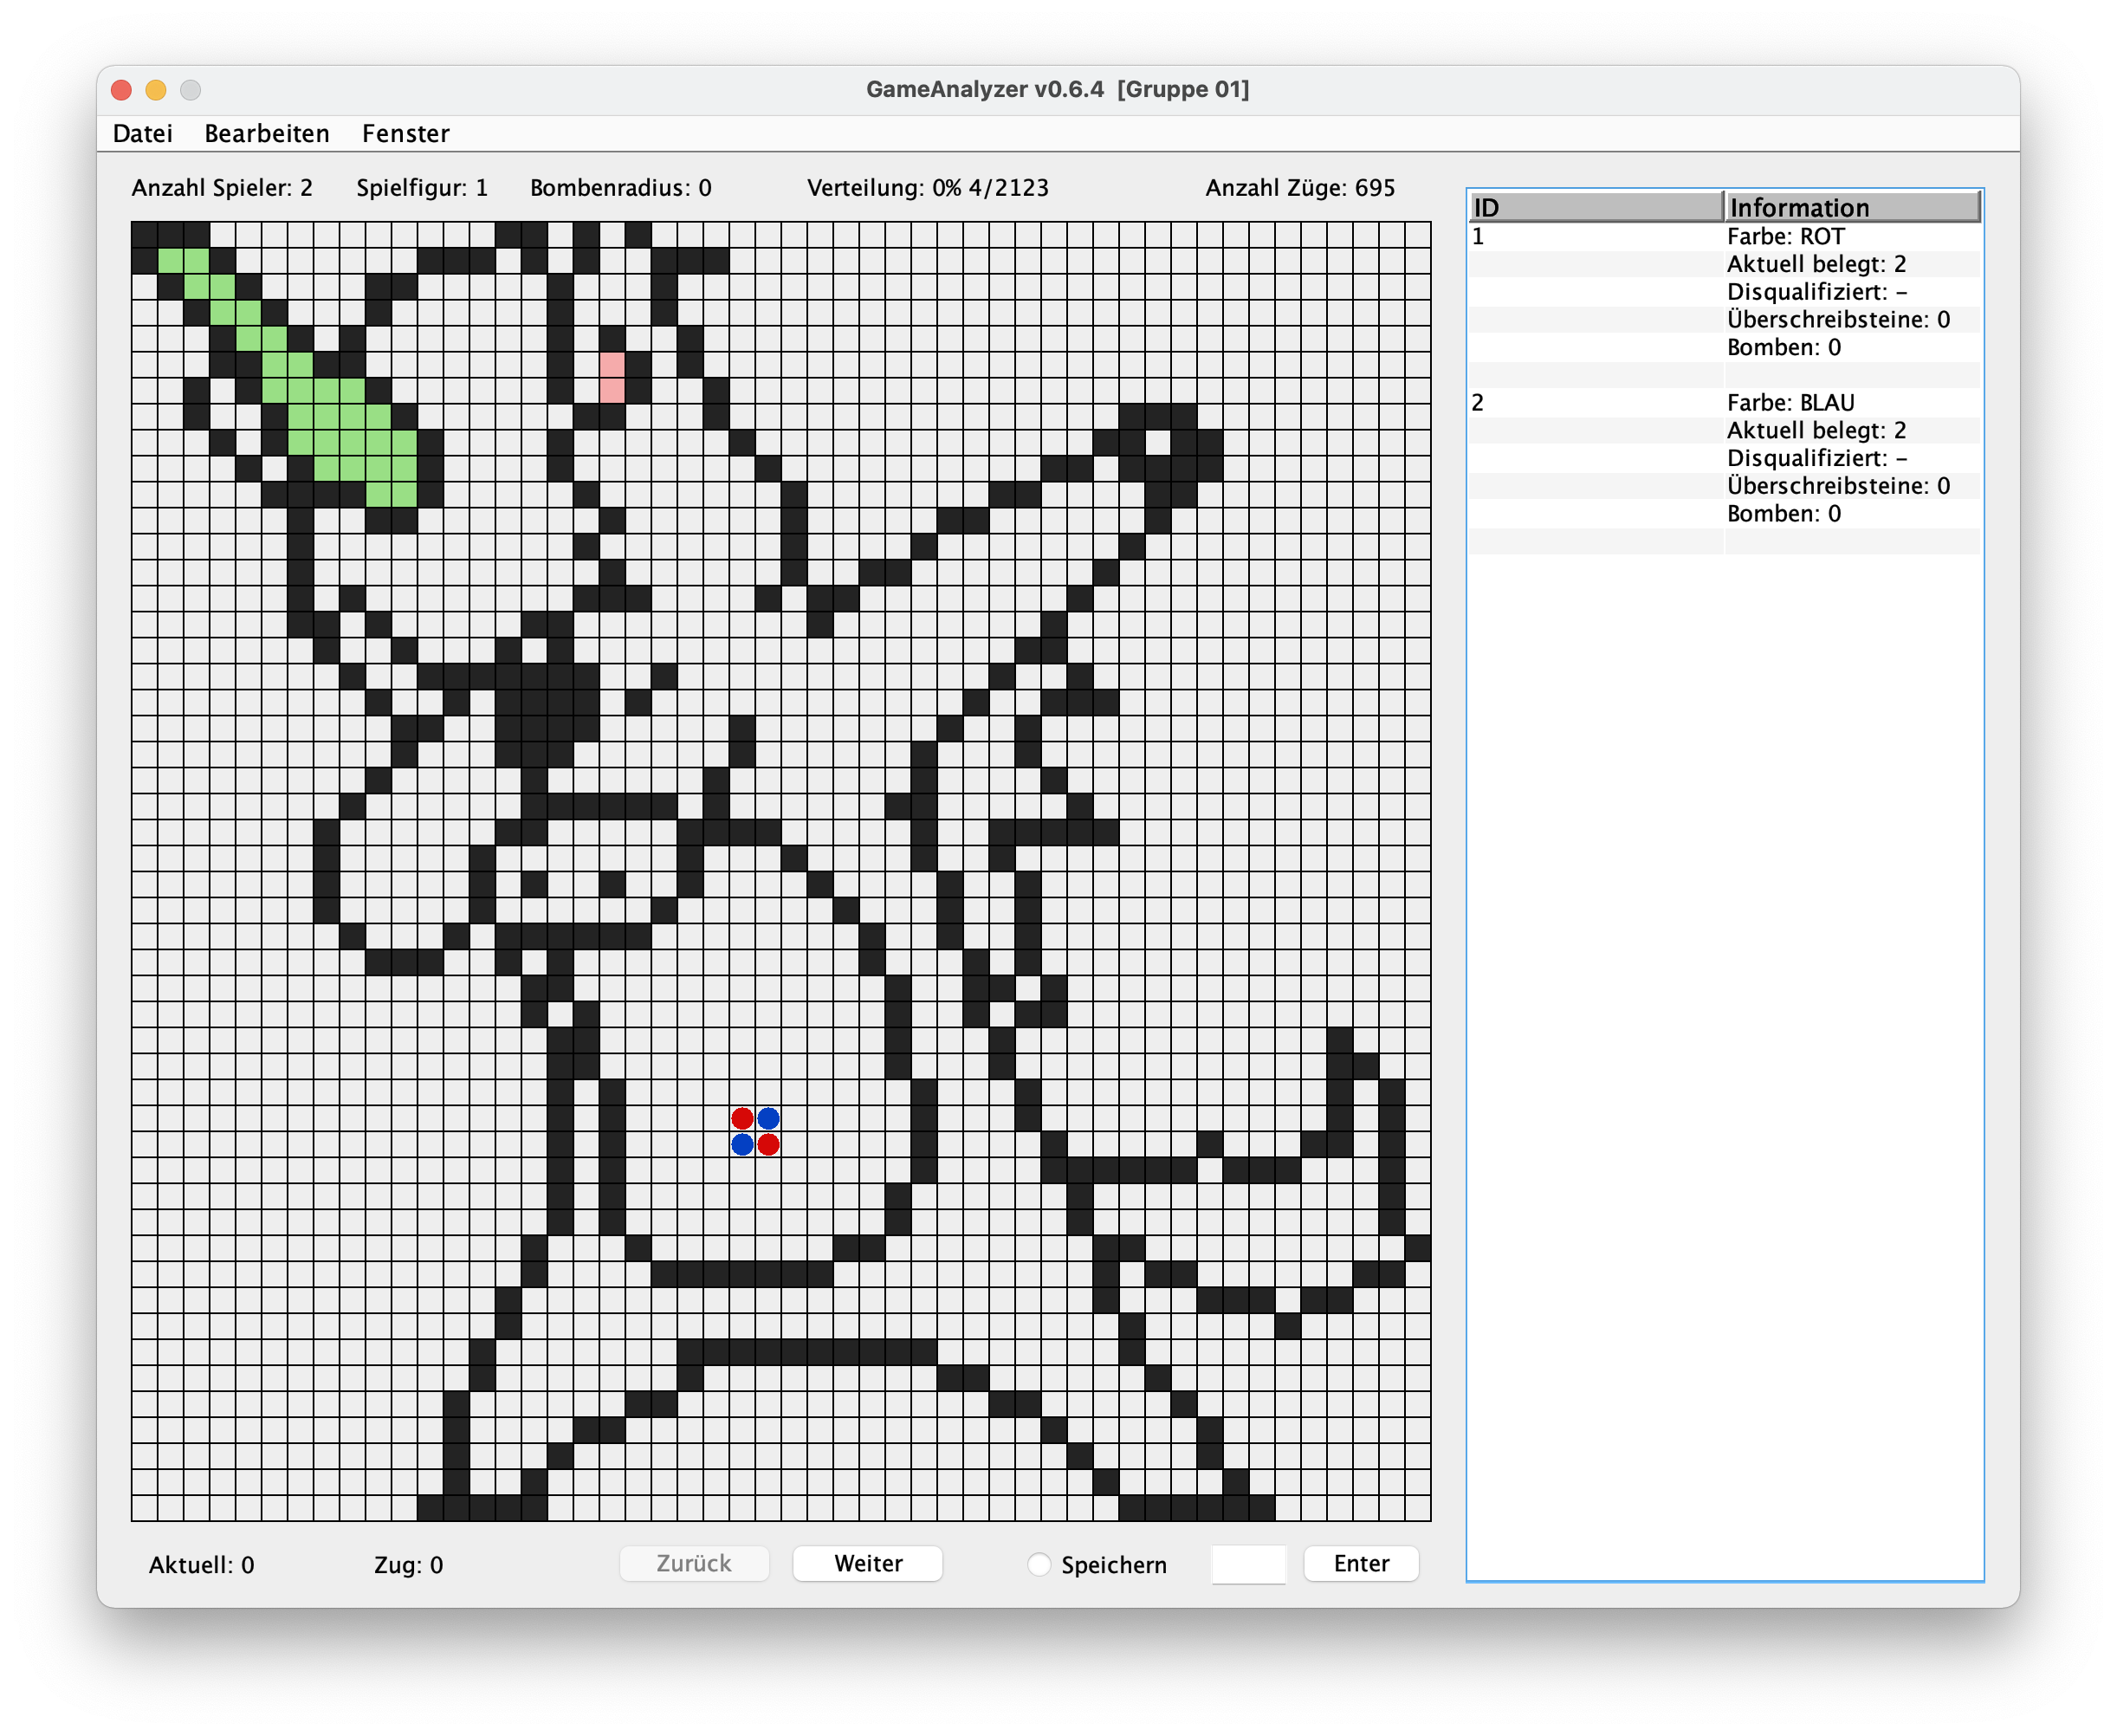 GameAnalyzer v0.6.4  [Gruppe 01]
Datei Bearbeiten Fenster
Anzahl Spieler: 2 Spielfigur: 1 Bombenradius: 0 Verteilung: 0% 4/2123 Anzahl Züge: 695
ID Information
1 Farbe: ROT
Aktuell belegt: 2
Disqualifiziert: –
Überschreibsteine: 0
Bomben: 0
2 Farbe: BLAU
Aktuell belegt: 2
Disqualifiziert: –
Überschreibsteine: 0
Bomben: 0
Aktuell: 0 Zug: 0 Zurück Weiter Speichern Enter